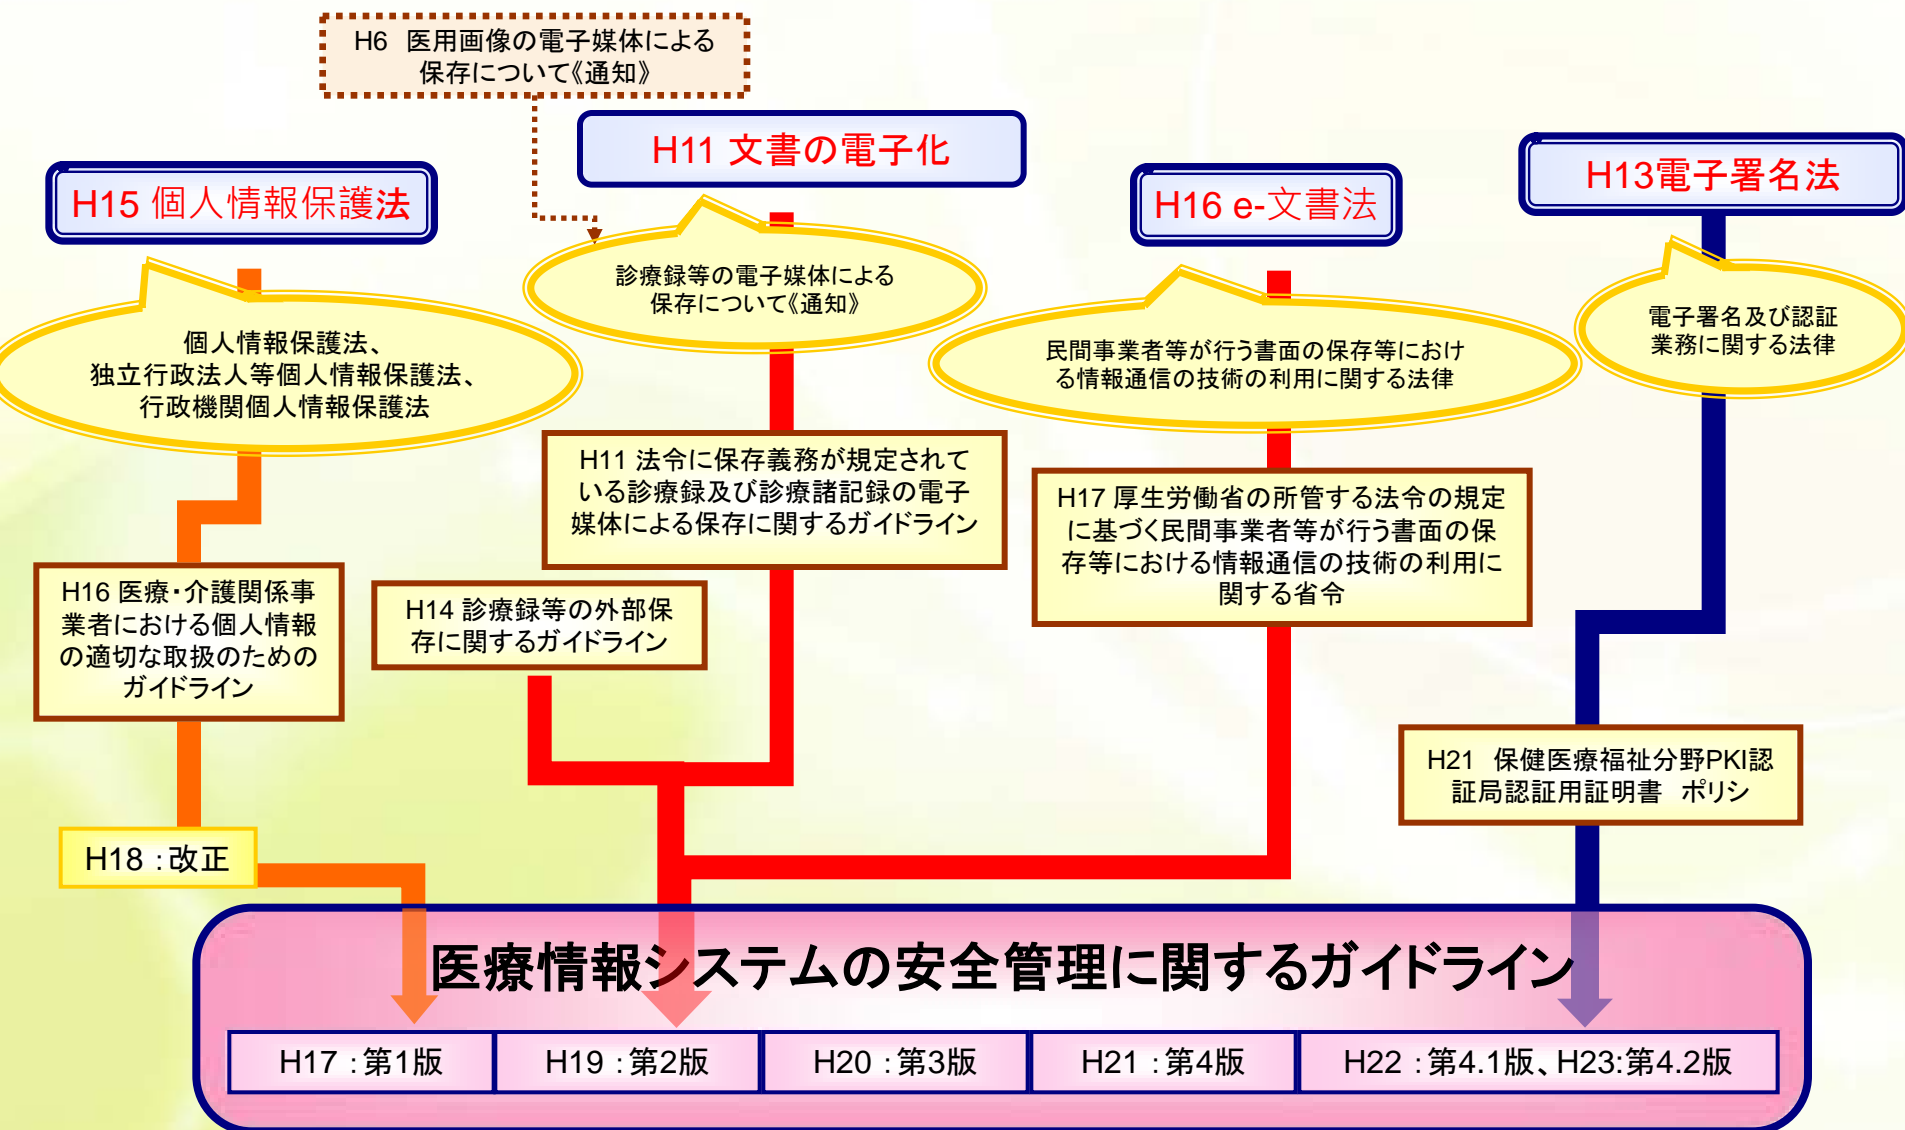 H6 医用画像の電子媒体による
保存について《通知》
H11 文書の電子化
H15 個人情報保護法
H16 e-文書法
H13電子署名法
診療録等の電子媒体による
保存について《通知》
個人情報保護法、
独立行政法人等個人情報保護法、
行政機関個人情報保護法
民間事業者等が行う書面の保存等におけ
る情報通信の技術の利用に関する法律
電子署名及び認証
業務に関する法律
H11 法令に保存義務が規定されて
いる診療録及び診療諸記録の電子
媒体による保存に関するガイドライン
H17 厚生労働省の所管する法令の規定
に基づく民間事業者等が行う書面の保
存等における情報通信の技術の利用に
関する省令
H16 医療・介護関係事
業者における個人情報
の適切な取扱のための
ガイドライン
H14 診療録等の外部保
存に関するガイドライン
H21 保健医療福祉分野PKI認
証局認証用証明書 ポリシ
H18：改正
医療情報システムの安全管理に関するガイドライン
H17：第1版
H19：第2版
H20：第3版
H21：第4版
H22：第4.1版、H23:第4.2版